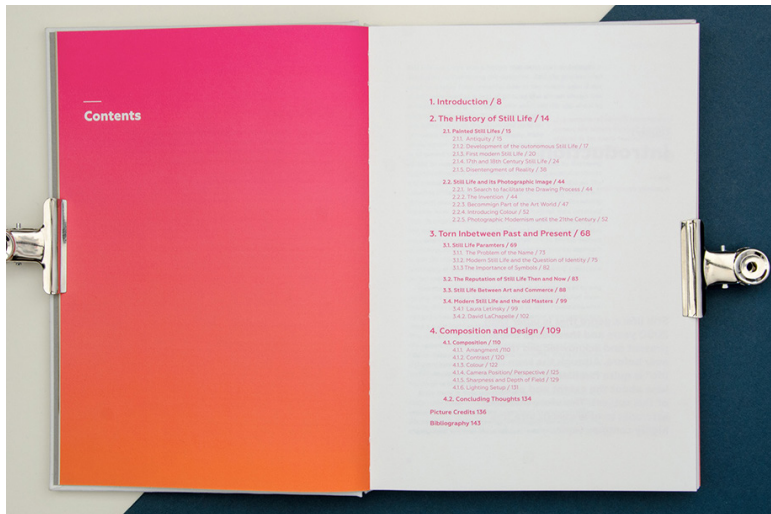 Contents
1. Introduction / 8
2. The History of Still Life / 14
2.1. Painted Still Lifes / 15
2.1.1. Antiquity / 15
2.1.2. Development of the autonomous Still Life / 17
2.1.3. First modern Still Life / 20
2.1.4. 17th and 18th Century Still Life / 24
2.1.5. Disentangment of Reality / 38
2.2. Still Life and its Photographic Image / 44
2.2.1. In Search to facilitate the Drawing Process / 44
2.2.2. The Invention / 44
2.2.3. Becommign Part of the Art World / 47
2.2.4. Introducing Colour / 52
2.2.5. Photographic Modernism until the 21the Century / 52
3. Torn Inbetween Past and Present / 68
3.1. Still Life Paramters / 69
3.1.1. The Problem of the Name / 73
3.1.2. Modern Still Life and the Question of Identity / 75
3.1.3 The Importance of Symbols / 82
3.2. The Reputation of Still Life Then and Now / 83
3.3. Still Life Between Art and Commerce / 88
3.4. Modern Still Life and the old Masters / 99
3.4.1 Laura Letinsky / 99
3.4.2. David LaChapelle / 102
4. Composition and Design / 109
4.1. Composition / 110
4.1.1. Arrangment /110
4.1.2. Contrast / 120
4.1.3. Colour / 122
4.1.4. Camera Position/ Perspective / 125
4.1.5. Sharpness and Depth of Field / 129
4.1.6. Lighting Setup / 131
4.2. Concluding Thoughts 134
Picture Credits 136
Bibliography 143